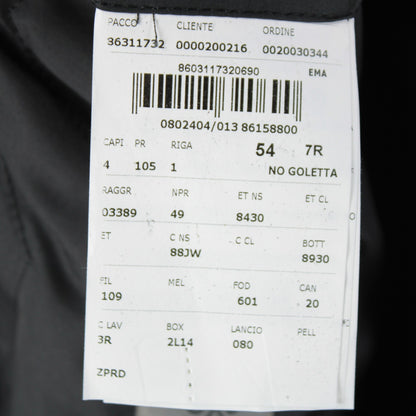 PACCO CLIENTE ORDINE
86311732 0000200216 0020030344
8603117320690 EMA
0802404/013 86158800
CAPI PR RIGA 54 7R
4 105 1 NO GOLETTA
RAGGR NPR ET NS ET CL
03389 49 8430
ET C NS C CL BOTT
88JW 8930
FIL MEL FOD CAN
109 601 20
C LAV BOX LANCIO PELL
3R 2L14 080
ZPRD